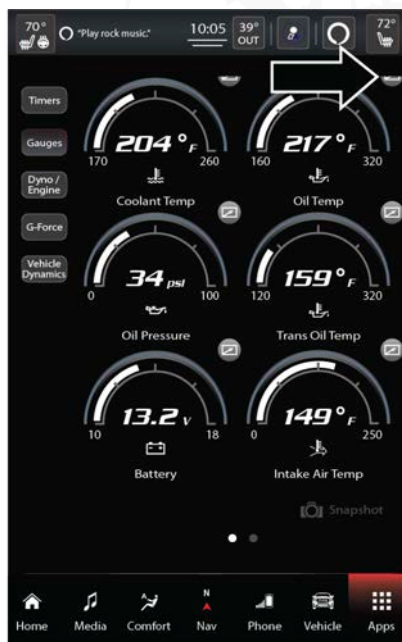 70° "Play rock music." 10:05 39° OUT 72°
Timers
Gauges
Dyno / Engine
G-Force
Vehicle Dynamics
204°F
170 260
Coolant Temp
217°F
160 320
Oil Temp
34 psi
0 100
Oil Pressure
159°F
120 320
Trans Oil Temp
13.2 v
10 18
Battery
149°F
0 250
Intake Air Temp
Snapshot
N
Home Media Comfort Nav Phone Vehicle Apps